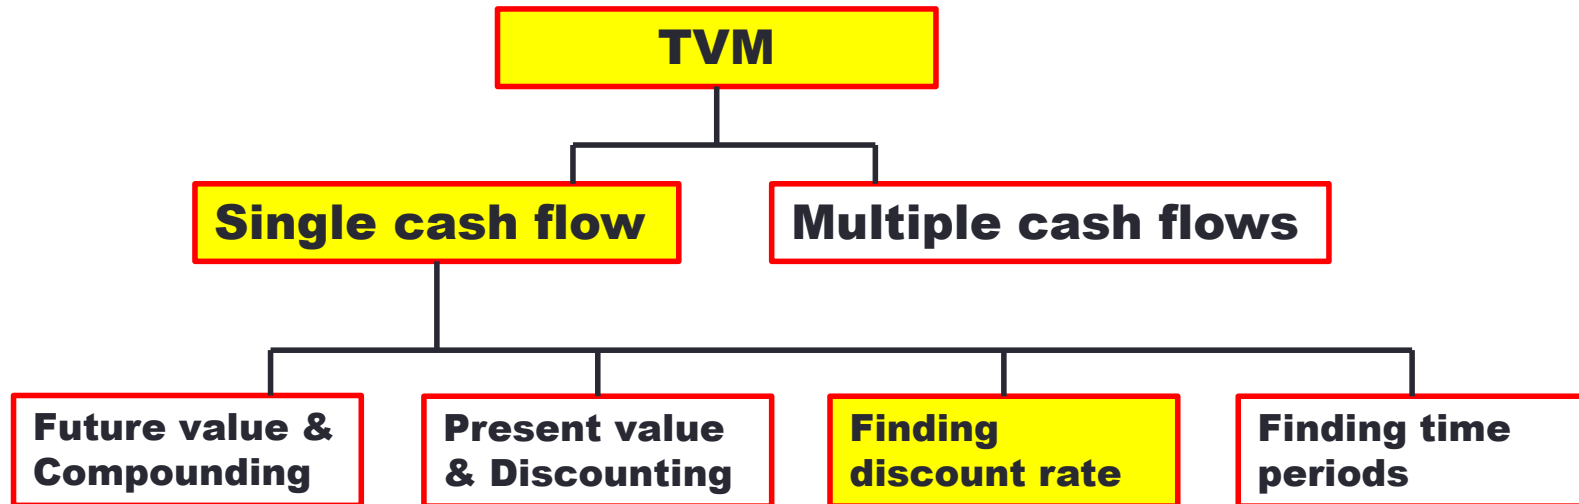 TVM
Single cash flow
Multiple cash flows
Future value &
Compounding
Present value
& Discounting
Finding
discount rate
Finding time
periods